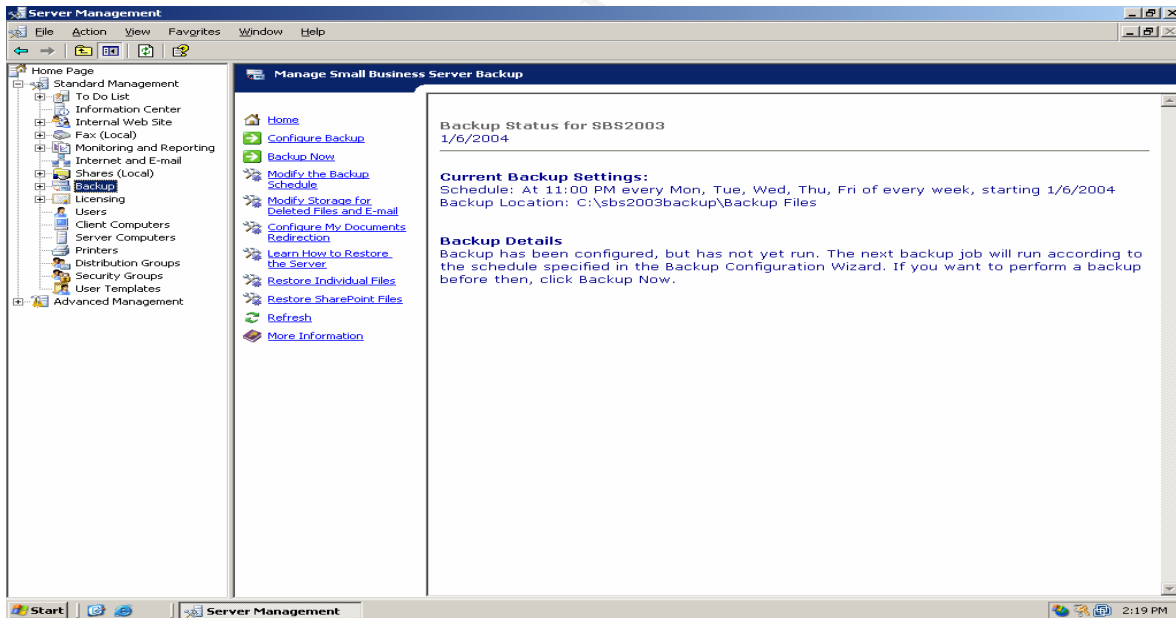 Server Management
File Action View Favorites Window Help
Home Page
Standard Management
To Do List
Information Center
Internal Web Site
Fax (Local)
Monitoring and Reporting
Internet and E-mail
Shares (Local)
Backup
Licensing
Users
Client Computers
Server Computers
Printers
Distribution Groups
Security Groups
User Templates
Advanced Management
Manage Small Business Server Backup
Home
Configure Backup
Backup Now
Modify the Backup
Schedule
Modify Storage for
Deleted Files and E-mail
Configure My Documents
Redirection
Learn How to Restore
the Server
Restore Individual Files
Restore SharePoint Files
Refresh
More Information
Backup Status for SBS2003
1/6/2004
Current Backup Settings:
Schedule: At 11:00 PM every Mon, Tue, Wed, Thu, Fri of every week, starting 1/6/2004
Backup Location: C:\sbs2003backup\Backup Files
Backup Details
Backup has been configured, but has not yet run. The next backup job will run according to
the schedule specified in the Backup Configuration Wizard. If you want to perform a backup
before then, click Backup Now.
Start
Server Management
2:19 PM